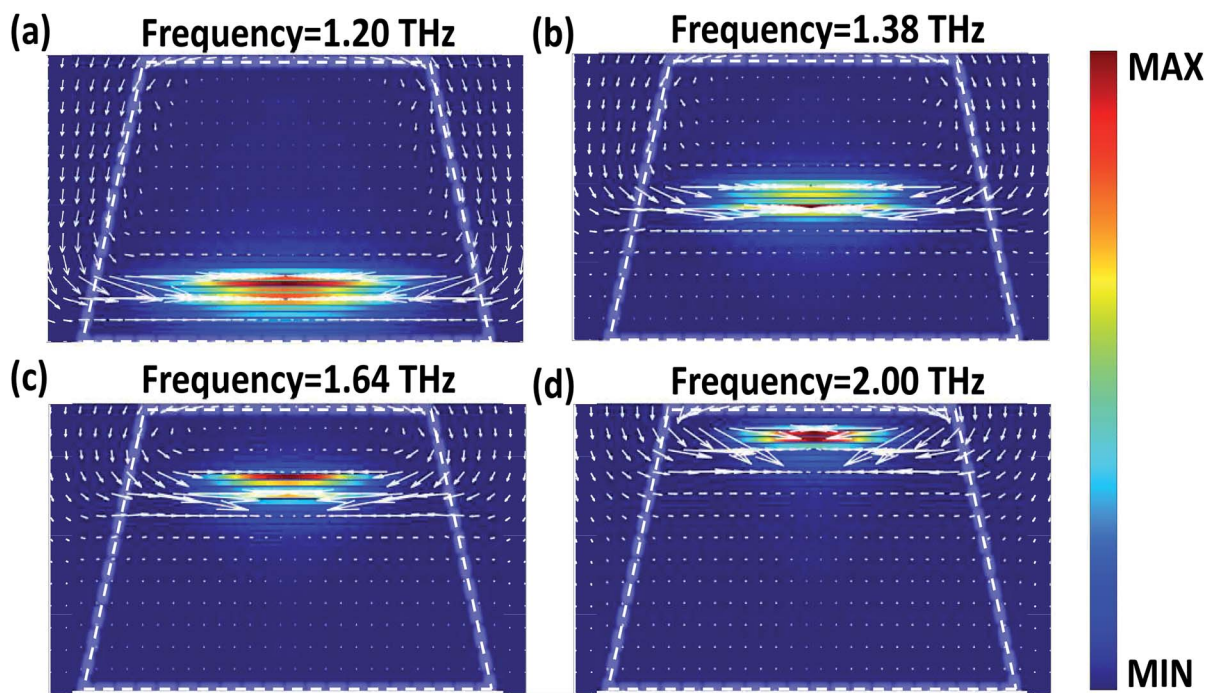 (a) Frequency=1.20 THz
(b) Frequency=1.38 THz
MAX
(c) Frequency=1.64 THz
(d) Frequency=2.00 THz
MIN